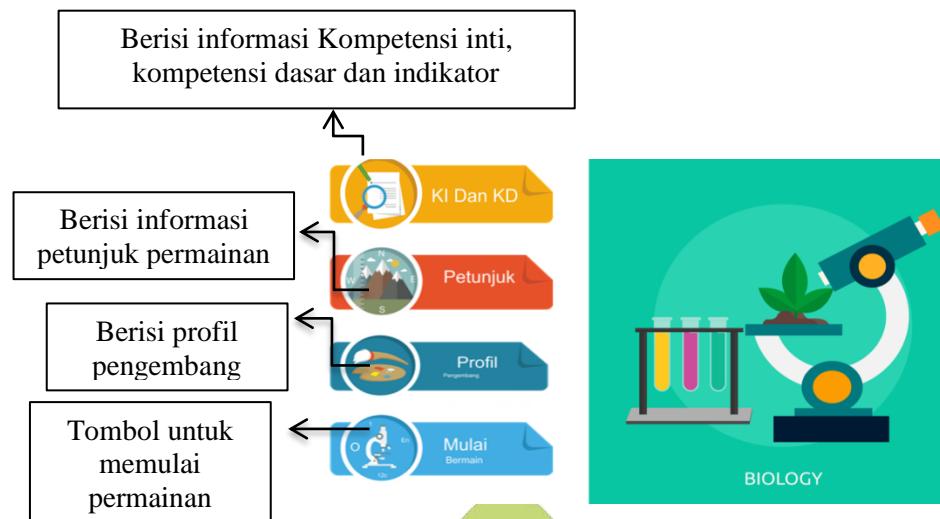 Berisi informasi Kompetensi inti,
kompetensi dasar dan indikator
KI Dan KD
Berisi informasi
petunjuk permainan
N
W
E
S
Petunjuk
Berisi profil
pengembang
Profil
Pengembang
Tombol untuk
memulai
permainan
O
En
Mulai
Bermain
BIOLOGY